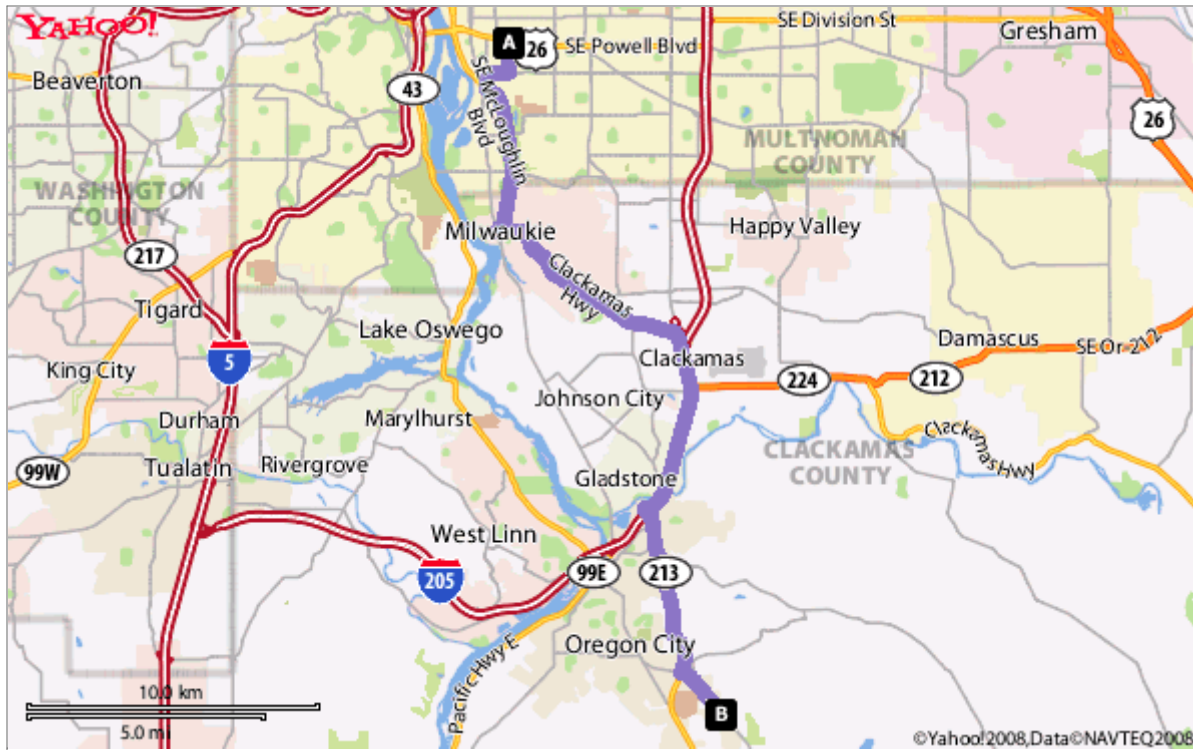 YAHOO!
SE Division St
Gresham
A
26
SE Powell Blvd
Beaverton
43
SE McLoughlin
Blvd
26
MULTNOMAN
COUNTY
WASHINGTON
COUNTY
Milwaukie
Happy Valley
217
Clackamas
Hwy
Tigard
Lake Oswego
Damascus
SE Or 212
5
King City
Clackamas
224
212
Johnson City
Durham
Marylhurst
Clackamas Hwy
CLACKAMAS
COUNTY
99W
Tualatin
Rivergrove
Gladstone
West Linn
205
99E
213
Oregon City
Pacific Hwy E
10.0 km
5.0 mi
B
©Yahoo!2008,Data©NAVTEQ2008